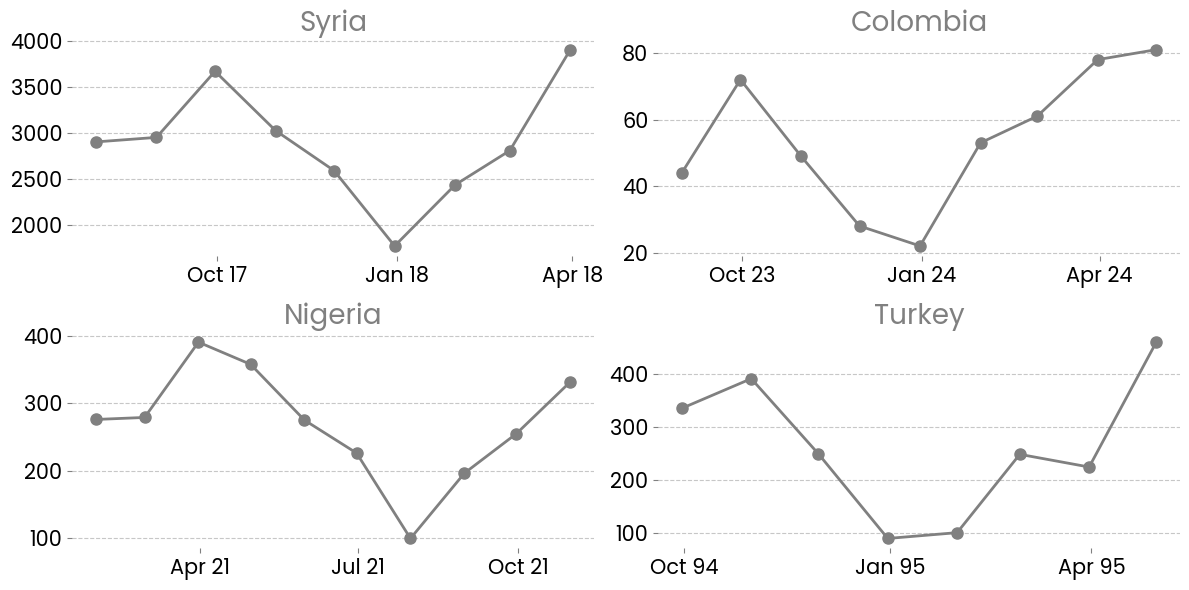 Syria
4000
3500
3000
2500
2000
Oct 17 Jan 18 Apr 18
Colombia
80
60
40
20
Oct 23 Jan 24 Apr 24
Nigeria
400
300
200
100
Apr 21 Jul 21 Oct 21
Turkey
400
300
200
100
Oct 94 Jan 95 Apr 95